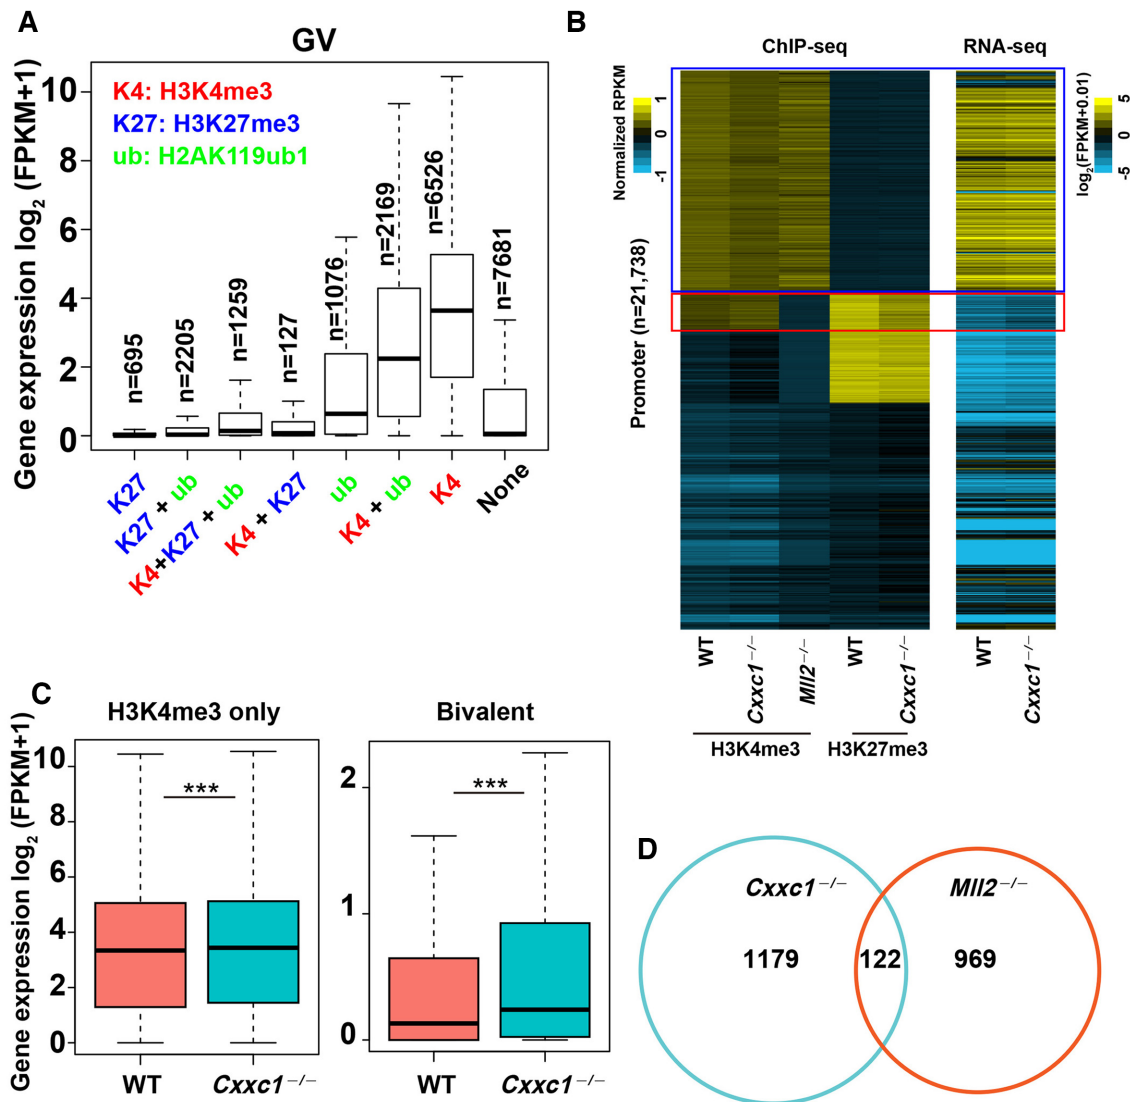 A
GV
K4: H3K4me3
K27: H3K27me3
ub: H2AK119ub1
Gene expression log2 (FPKM+1)
10
8
6
4
2
0
n=695
n=2205
n=1259
n=127
n=1076
n=2169
n=6526
n=7681
K27
K27 + ub
K4+K27 + ub
K4 + K27
ub
K4 + ub
K4
None
B
ChIP-seq
RNA-seq
Normalized RPKM
1
0
-1
log2(FPKM+0.01)
5
0
-5
Promoter (n=21,738)
WT
Cxxc1−/−
Mll2−/−
WT
Cxxc1−/−
WT
Cxxc1−/−
H3K4me3
H3K27me3
C
H3K4me3 only
Bivalent
Gene expression log2 (FPKM+1)
10
8
6
4
2
0
***
WT
Cxxc1−/−
2
1
0
***
WT
Cxxc1−/−
D
Cxxc1−/−
Mll2−/−
1179
122
969